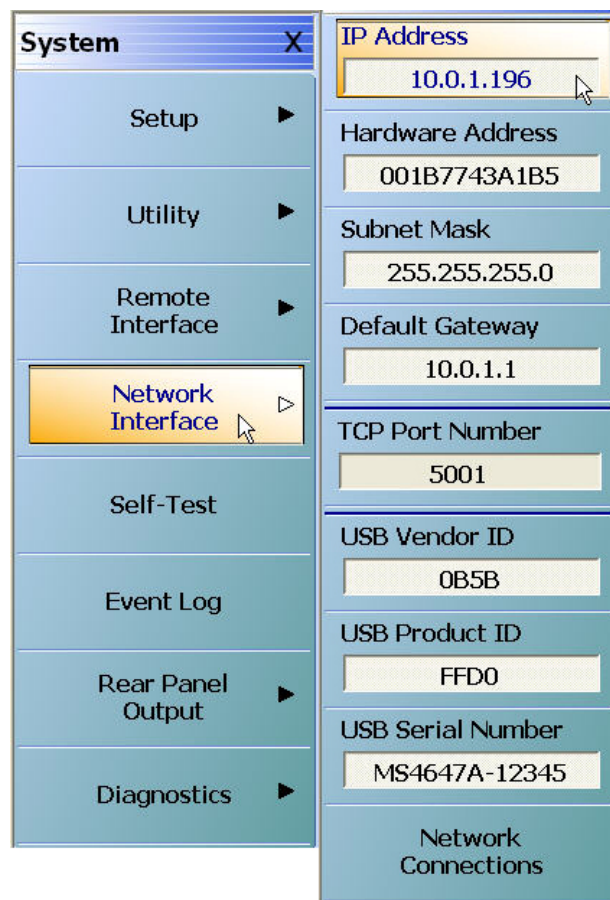 System X
Setup
Utility
Remote
Interface
Network
Interface
Self-Test
Event Log
Rear Panel
Output
Diagnostics
IP Address
10.0.1.196
Hardware Address
001B7743A1B5
Subnet Mask
255.255.255.0
Default Gateway
10.0.1.1
TCP Port Number
5001
USB Vendor ID
0B5B
USB Product ID
FFD0
USB Serial Number
MS4647A-12345
Network
Connections